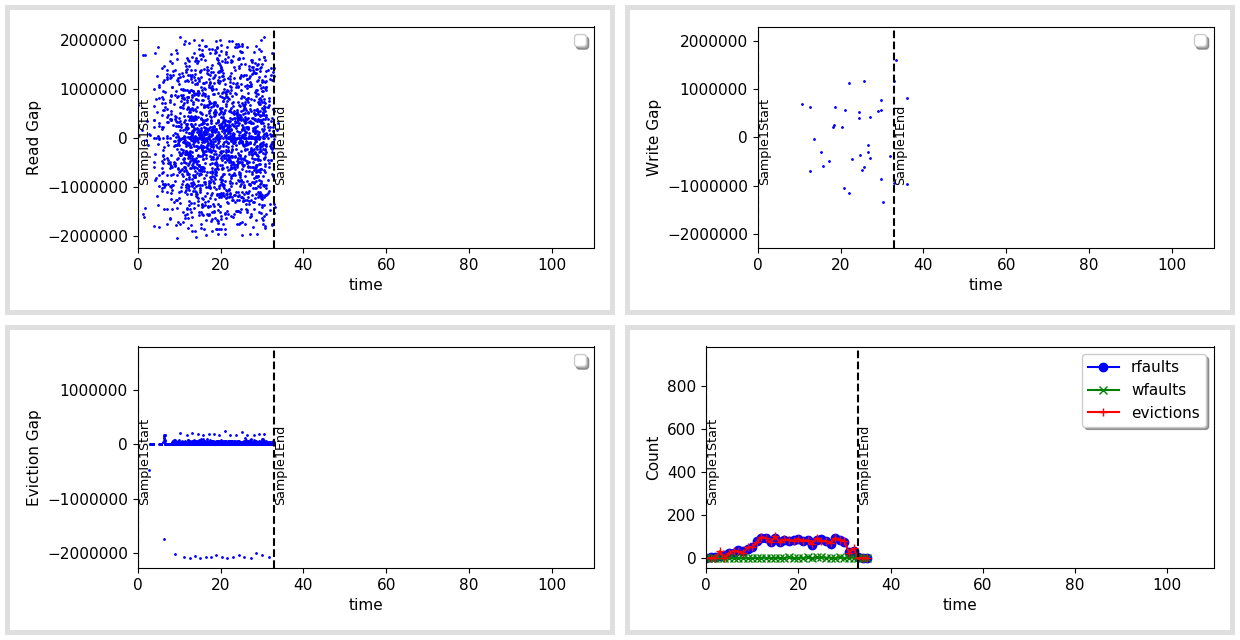 2000000
1000000
0
−1000000
−2000000
Read Gap
Sample1Start
Sample1End
0 20 40 60 80 100
time
2000000
1000000
0
−1000000
−2000000
Write Gap
Sample1Start
Sample1End
0 20 40 60 80 100
time
1000000
0
−1000000
−2000000
Eviction Gap
Sample1Start
Sample1End
0 20 40 60 80 100
time
800
600
400
200
0
Count
Sample1Start
Sample1End
rfaults
wfaults
evictions
0 20 40 60 80 100
time